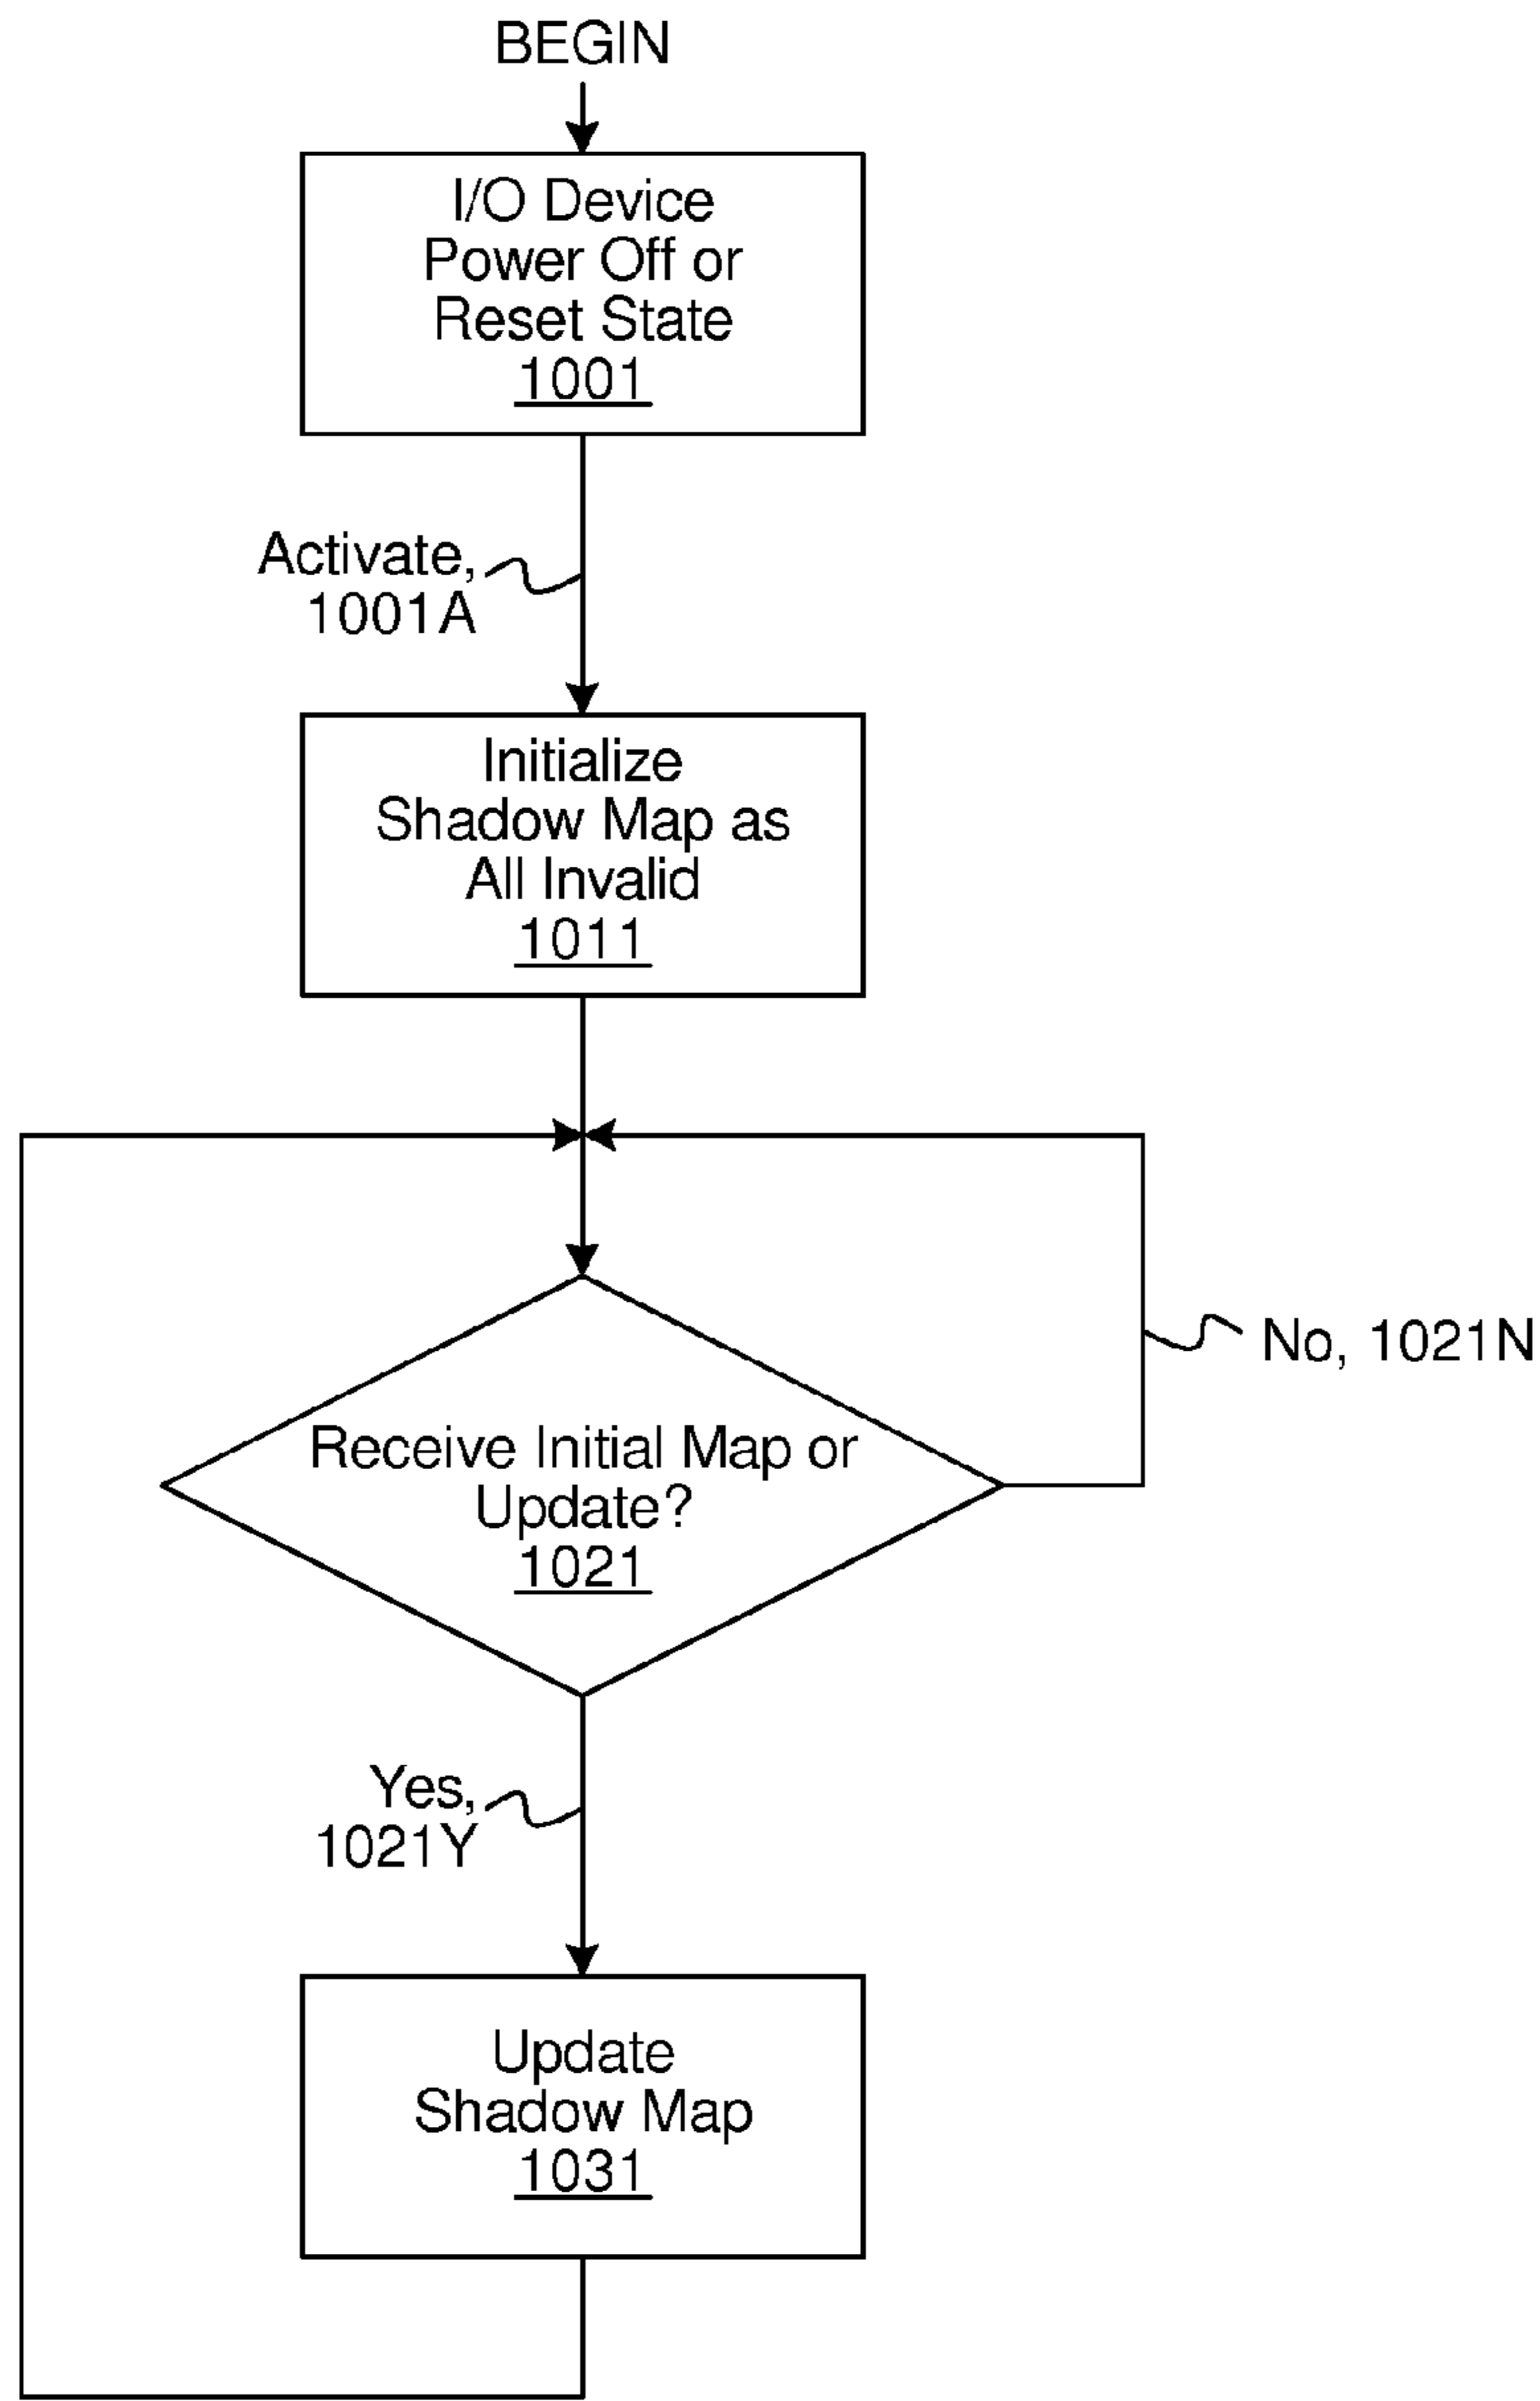 BEGIN
I/O Device
Power Off or
Reset State
1001
Activate,
1001A
Initialize
Shadow Map as
All Invalid
1011
No, 1021N
Receive Initial Map or
Update?
1021
Yes,
1021Y
Update
Shadow Map
1031